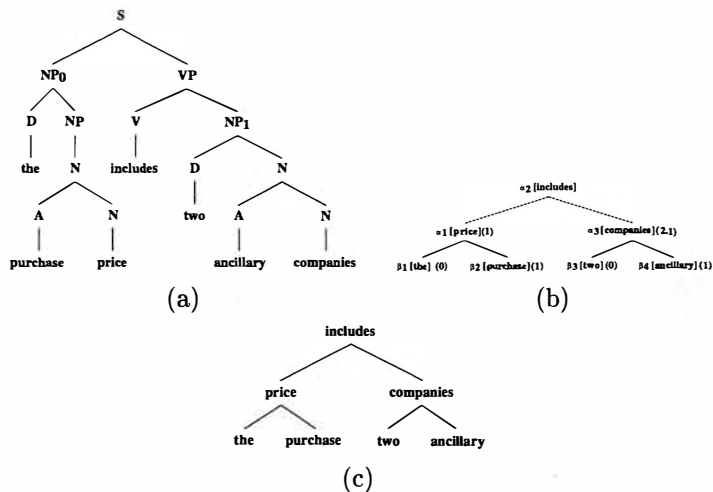 S
NP0 VP
D NP V NP1
the N includes D N
A N two A N
purchase price ancillary companies
(a)
α2 [includes]
α1 [price](1) α3 [companies](2.1)
β1 [the] (0) β2 [purchase](1) β3 [two](0) β4 [ancillary](1)
(b)
includes
price companies
the purchase two ancillary
(c)